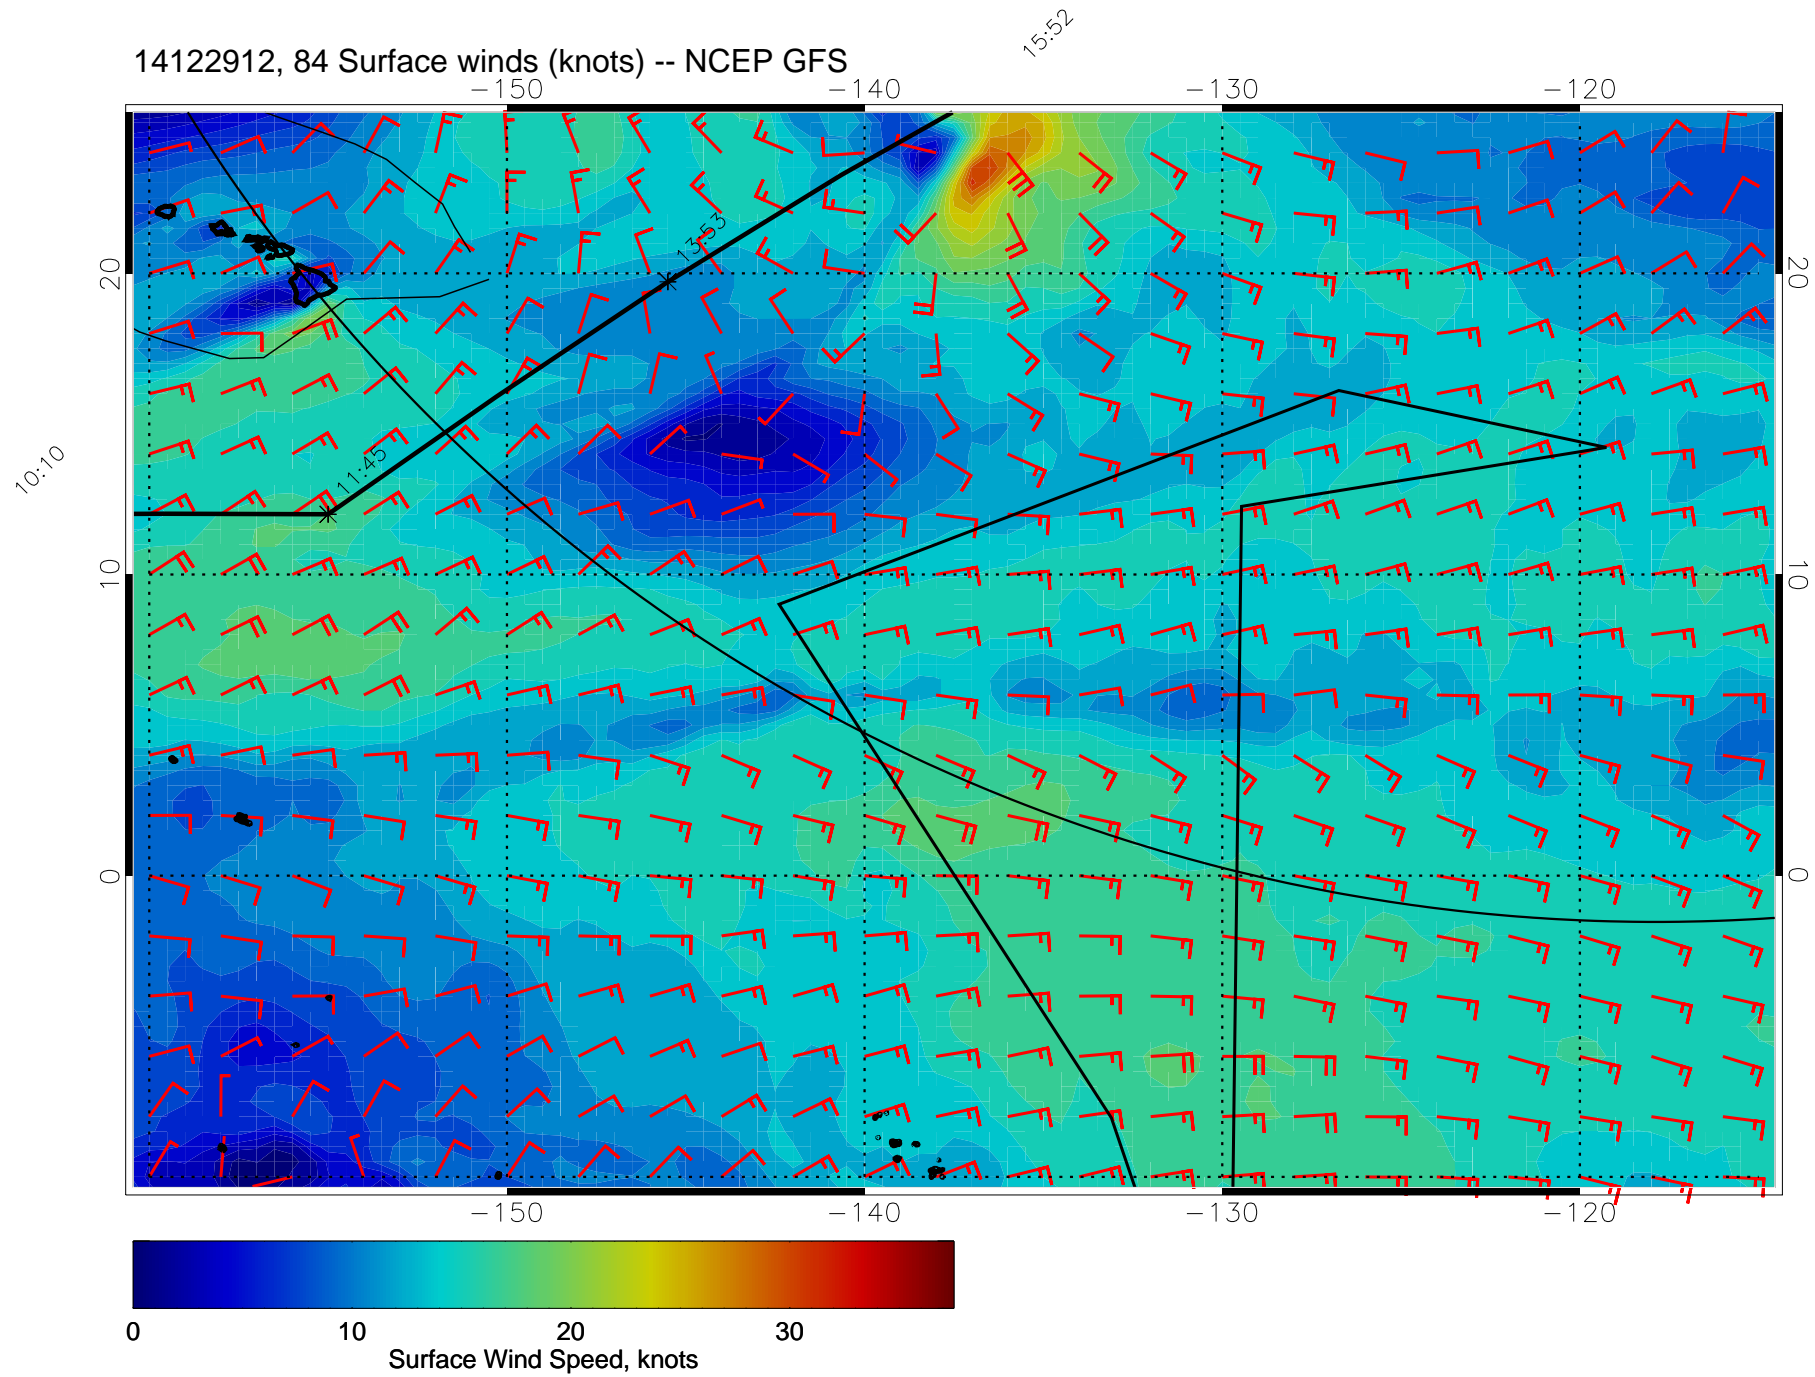 15:52
14122912, 84 Surface winds (knots) -- NCEP GFS
-150 -140 -130 -120
13:53
20 20
11:45
10:10
10 10
0 0
-150 -140 -130 -120
0 10 20 30
Surface Wind Speed, knots